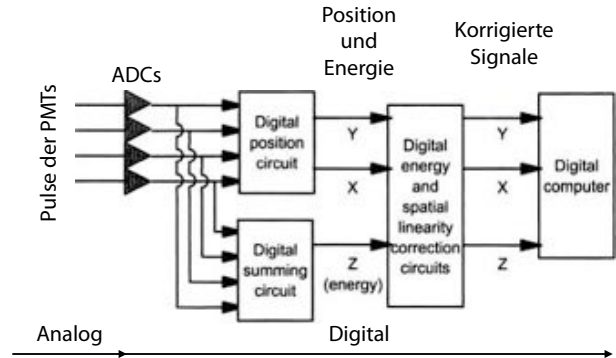 Position
und
Energie
Korrigierte
Signale
ADCs
Pulse der PMTs
Digital
position
circuit
Y
X
Digital
summing
circuit
Z
(energy)
Digital
energy
and
spatial
linearity
correction
circuits
Y
X
Z
Digital
computer
Analog
Digital